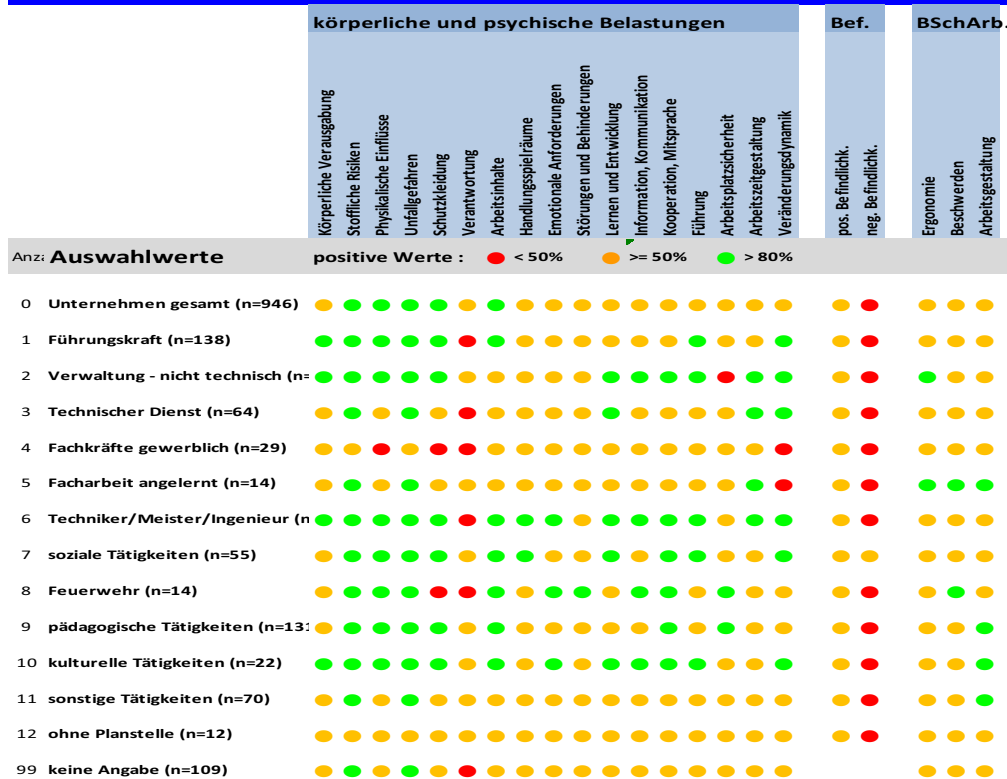 körperliche und psychische Belastungen Bef. BSchArb.
Körperliche Verausgabung
Stoffliche Risiken
Physikalische Einflüsse
Unfallgefahren
Schutzkleidung
Verantwortung
Arbeitsinhalte
Handlungsspielräume
Emotionale Anforderungen
Störungen und Behinderungen
Lernen und Entwicklung
Information, Kommunikation
Kooperation, Mitsprache
Führung
Arbeitsplatzsicherheit
Arbeitszeitgestaltung
Veränderungsdynamik
pos. Befindlichk.
neg. Befindlichk.
Ergonomie
Beschwerden
Arbeitsgestaltung
Anz Auswahlwerte positive Werte : < 50% >= 50% > 80%
0 Unternehmen gesamt (n=946)
1 Führungskraft (n=138)
2 Verwaltung - nicht technisch (n=
3 Technischer Dienst (n=64)
4 Fachkräfte gewerblich (n=29)
5 Facharbeit angelernt (n=14)
6 Techniker/Meister/Ingenieur (n
7 soziale Tätigkeiten (n=55)
8 Feuerwehr (n=14)
9 pädagogische Tätigkeiten (n=131
10 kulturelle Tätigkeiten (n=22)
11 sonstige Tätigkeiten (n=70)
12 ohne Planstelle (n=12)
99 keine Angabe (n=109)